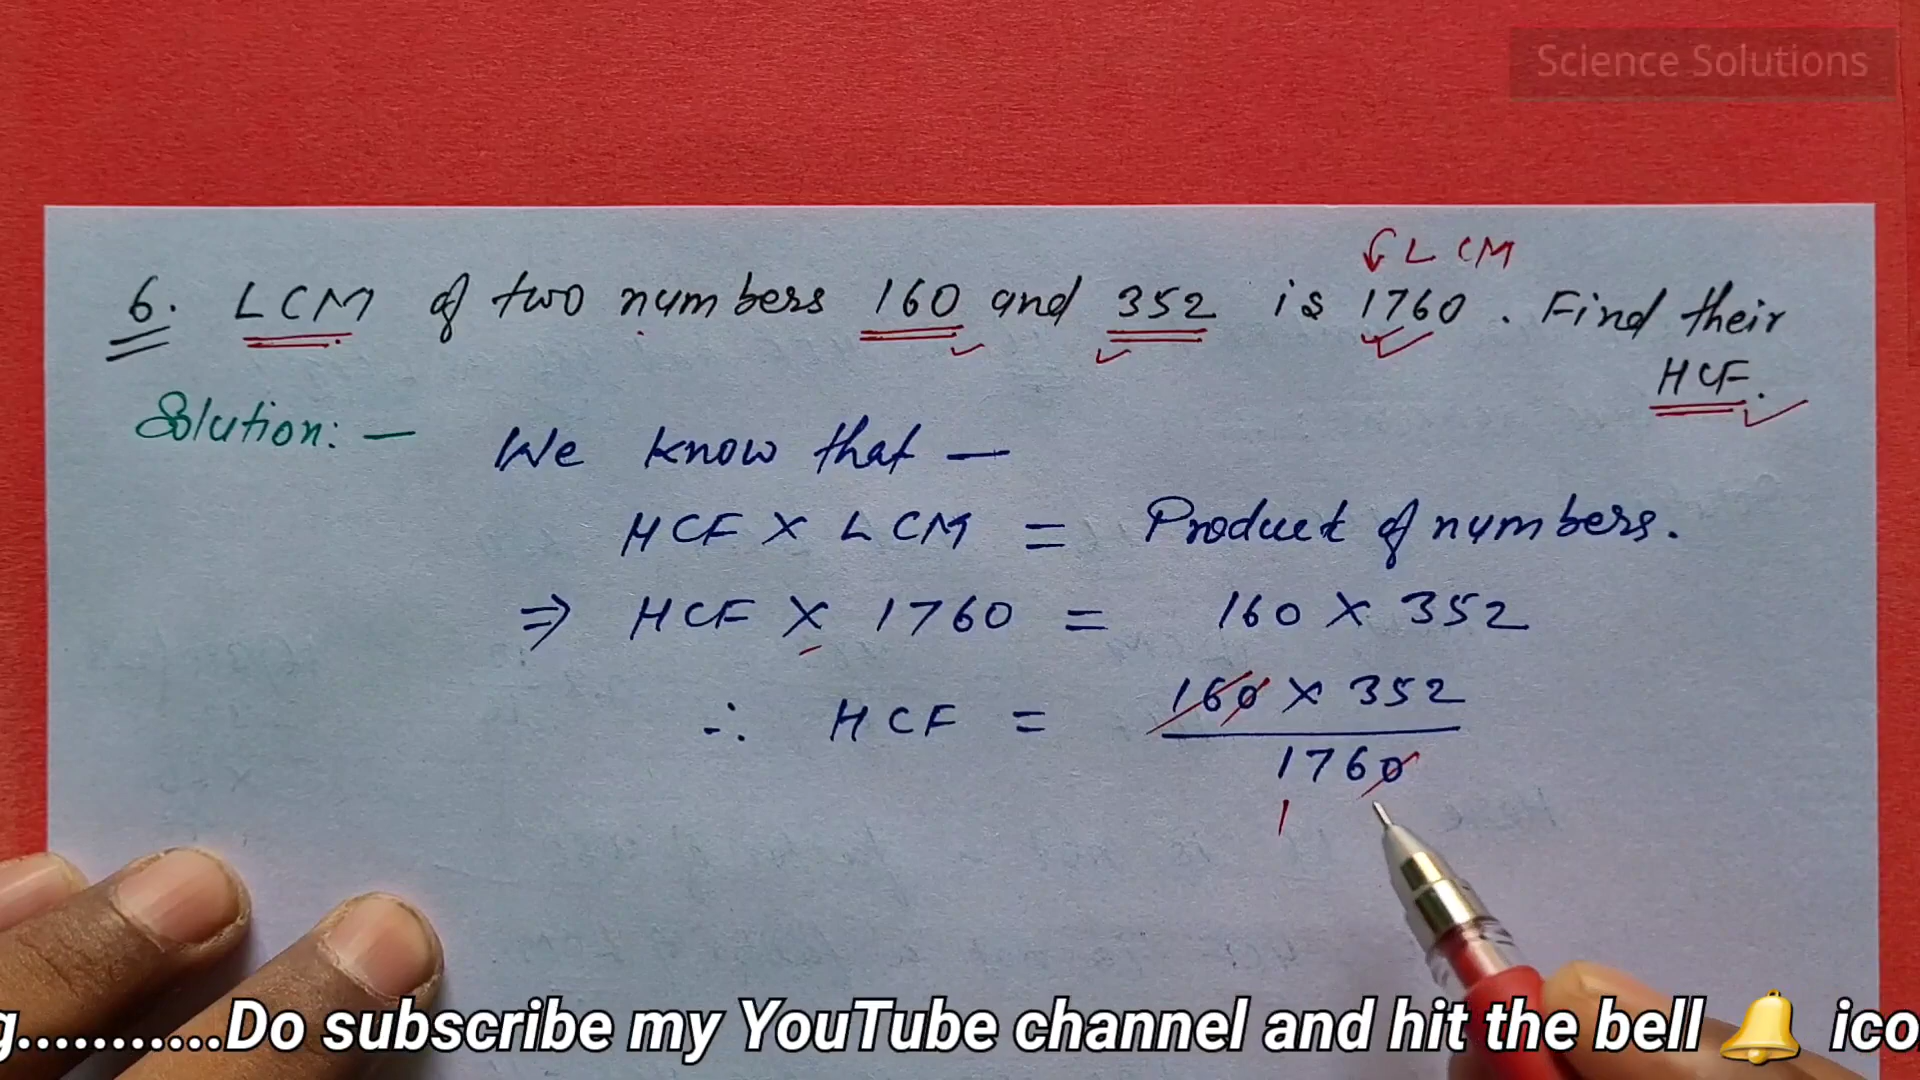 Science Solutions
LCM
6. LCM of two numbers 160 and 352 is 1760. Find their
HCF.
Solution:- We know that —
HCF × LCM = Product of numbers.
⇒ HCF × 1760 = 160 × 352
∴ HCF = 160 × 352
1760
1
g...........Do subscribe my YouTube channel and hit the bell 🔔 ico